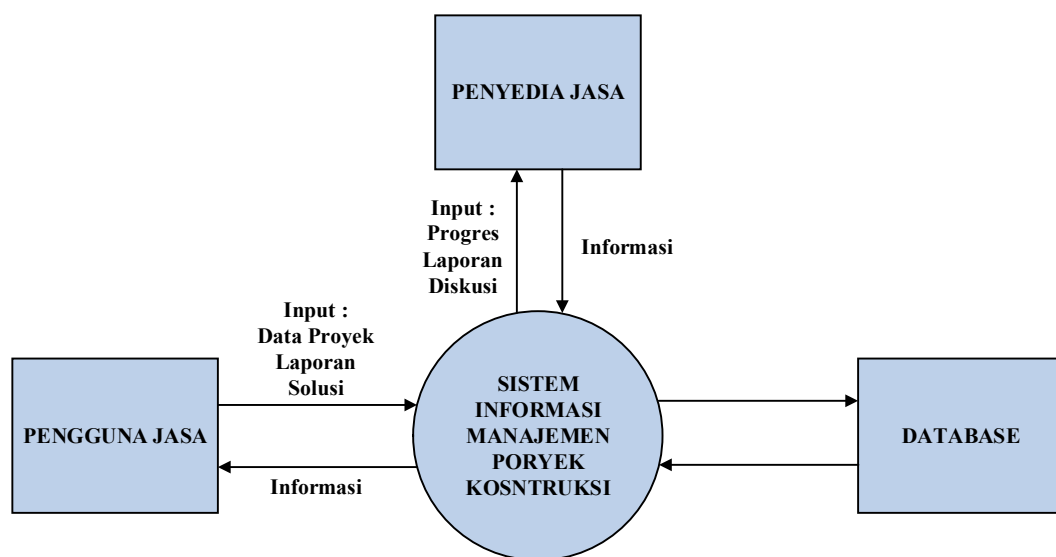 PENYEDIA JASA
Input :
Progres
Laporan
Diskusi
Informasi
Input :
Data Proyek
Laporan
Solusi
PENGGUNA JASA
Informasi
SISTEM
INFORMASI
MANAJEMEN
PORYEK
KOSNTRUKSI
DATABASE